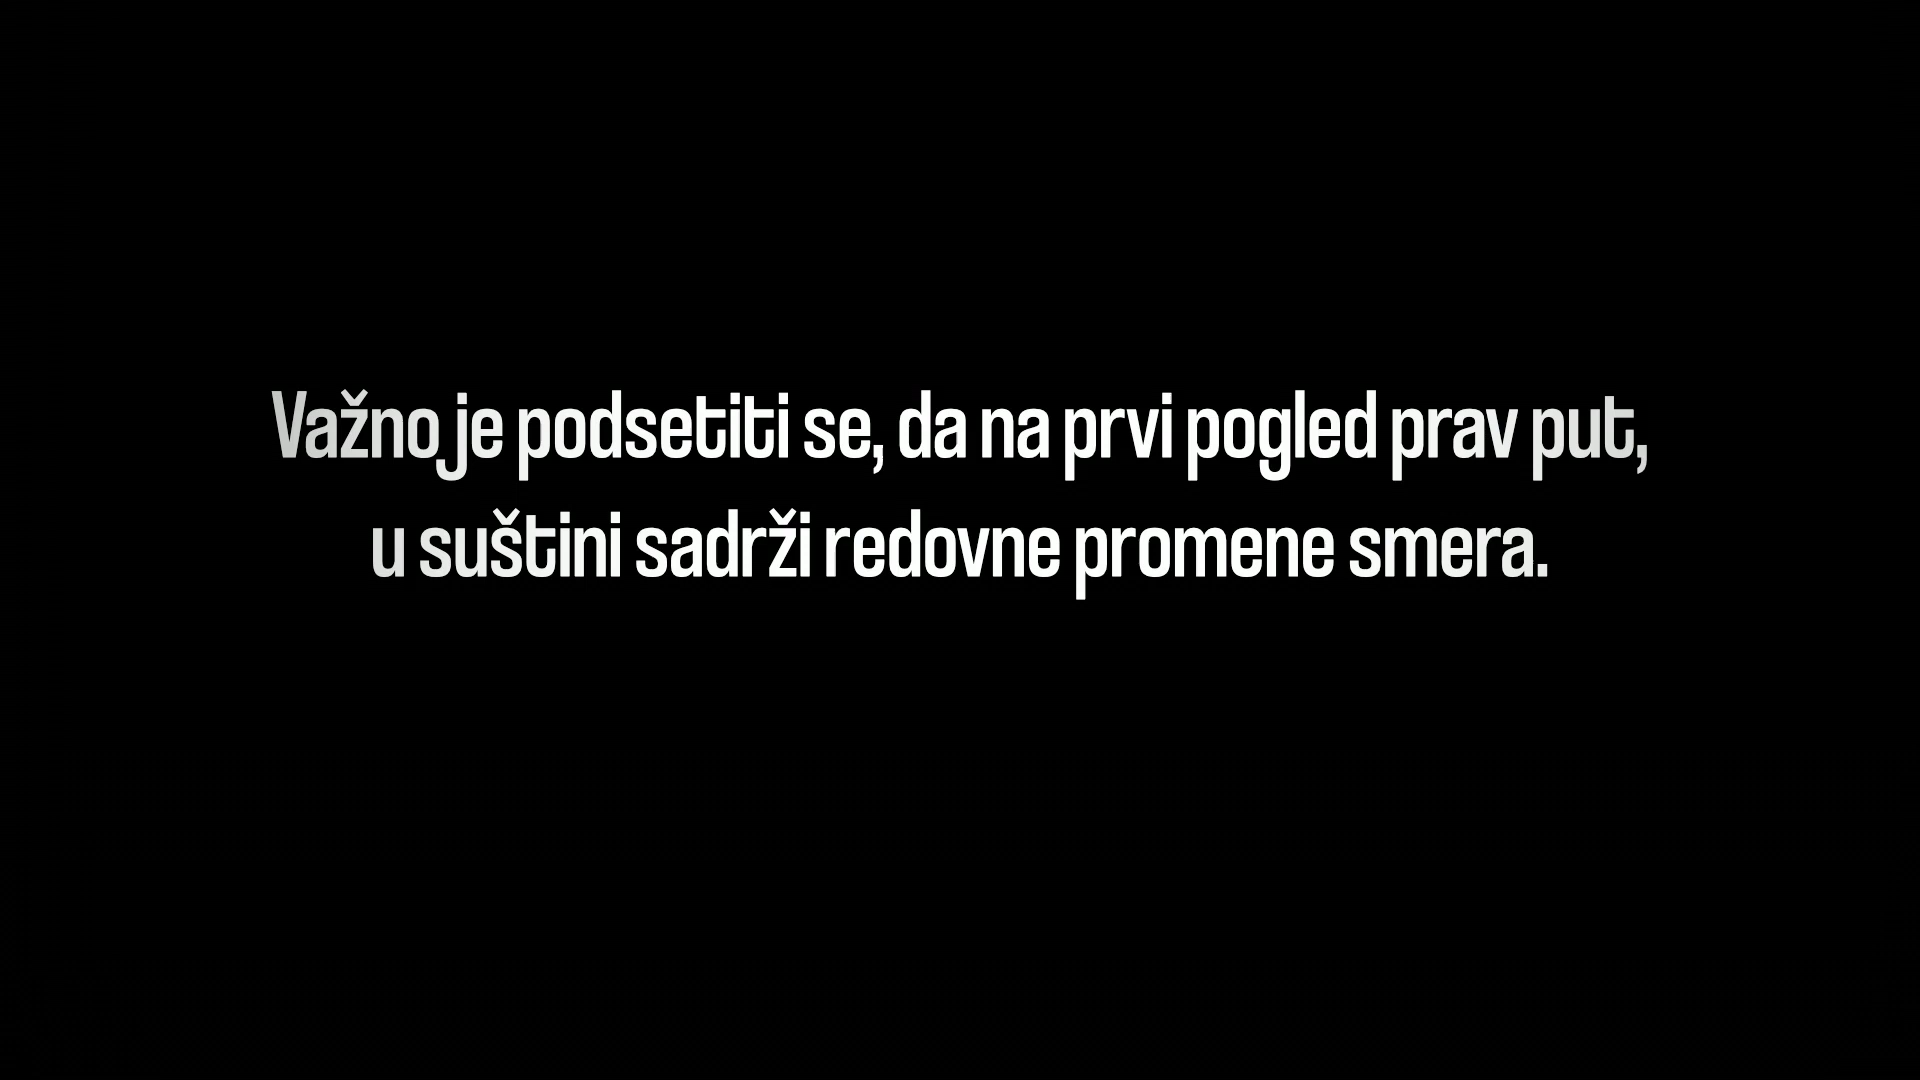 Važno je podsetiti se, da na prvi pogled prav put,
u suštini sadrži redovne promene smera.